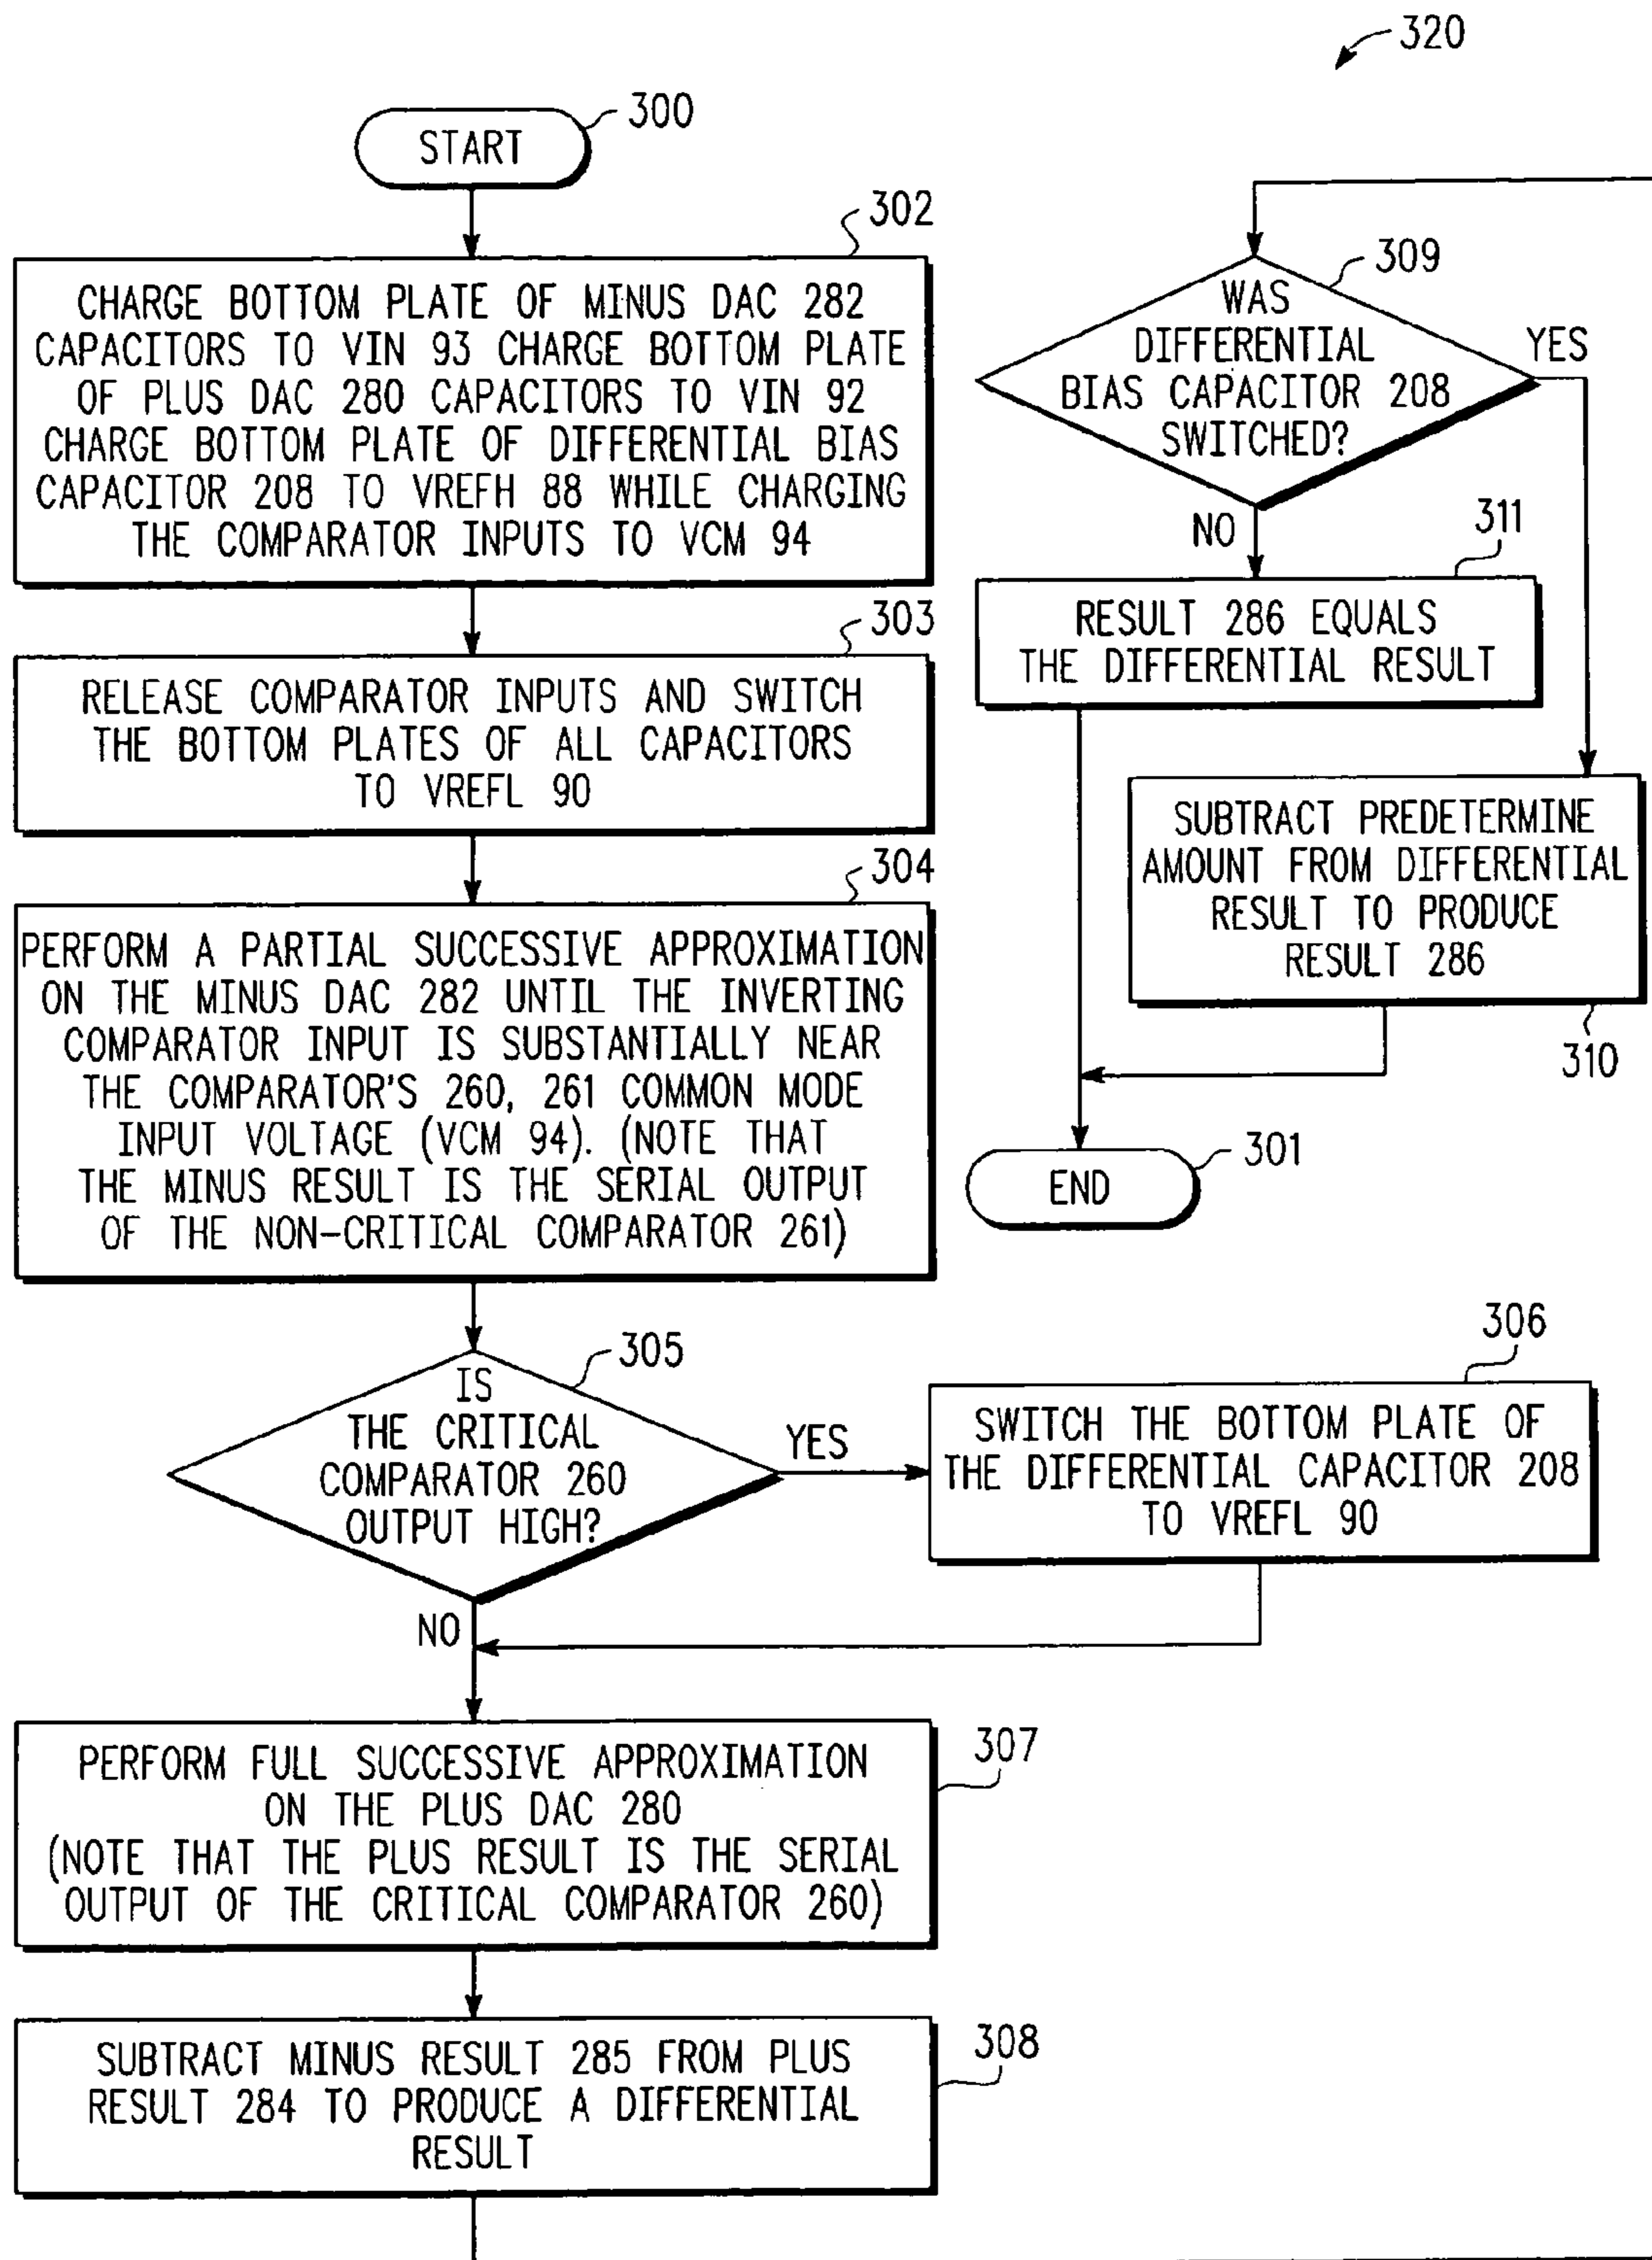 320
300
START
302
CHARGE BOTTOM PLATE OF MINUS DAC 282
CAPACITORS TO VIN 93 CHARGE BOTTOM PLATE
OF PLUS DAC 280 CAPACITORS TO VIN 92
CHARGE BOTTOM PLATE OF DIFFERENTIAL BIAS
CAPACITOR 208 TO VREFH 88 WHILE CHARGING
THE COMPARATOR INPUTS TO VCM 94
303
RELEASE COMPARATOR INPUTS AND SWITCH
THE BOTTOM PLATES OF ALL CAPACITORS
TO VREFL 90
304
PERFORM A PARTIAL SUCCESSIVE APPROXIMATION
ON THE MINUS DAC 282 UNTIL THE INVERTING
COMPARATOR INPUT IS SUBSTANTIALLY NEAR
THE COMPARATOR'S 260, 261 COMMON MODE
INPUT VOLTAGE (VCM 94). (NOTE THAT
THE MINUS RESULT IS THE SERIAL OUTPUT
OF THE NON-CRITICAL COMPARATOR 261)
305
IS
THE CRITICAL
COMPARATOR 260
OUTPUT HIGH?
YES
NO
306
SWITCH THE BOTTOM PLATE OF
THE DIFFERENTIAL CAPACITOR 208
TO VREFL 90
307
PERFORM FULL SUCCESSIVE APPROXIMATION
ON THE PLUS DAC 280
(NOTE THAT THE PLUS RESULT IS THE SERIAL
OUTPUT OF THE CRITICAL COMPARATOR 260)
308
SUBTRACT MINUS RESULT 285 FROM PLUS
RESULT 284 TO PRODUCE A DIFFERENTIAL
RESULT
309
WAS
DIFFERENTIAL
BIAS CAPACITOR 208
SWITCHED?
YES
NO
311
RESULT 286 EQUALS
THE DIFFERENTIAL RESULT
SUBTRACT PREDETERMINE
AMOUNT FROM DIFFERENTIAL
RESULT TO PRODUCE
RESULT 286
310
301
END